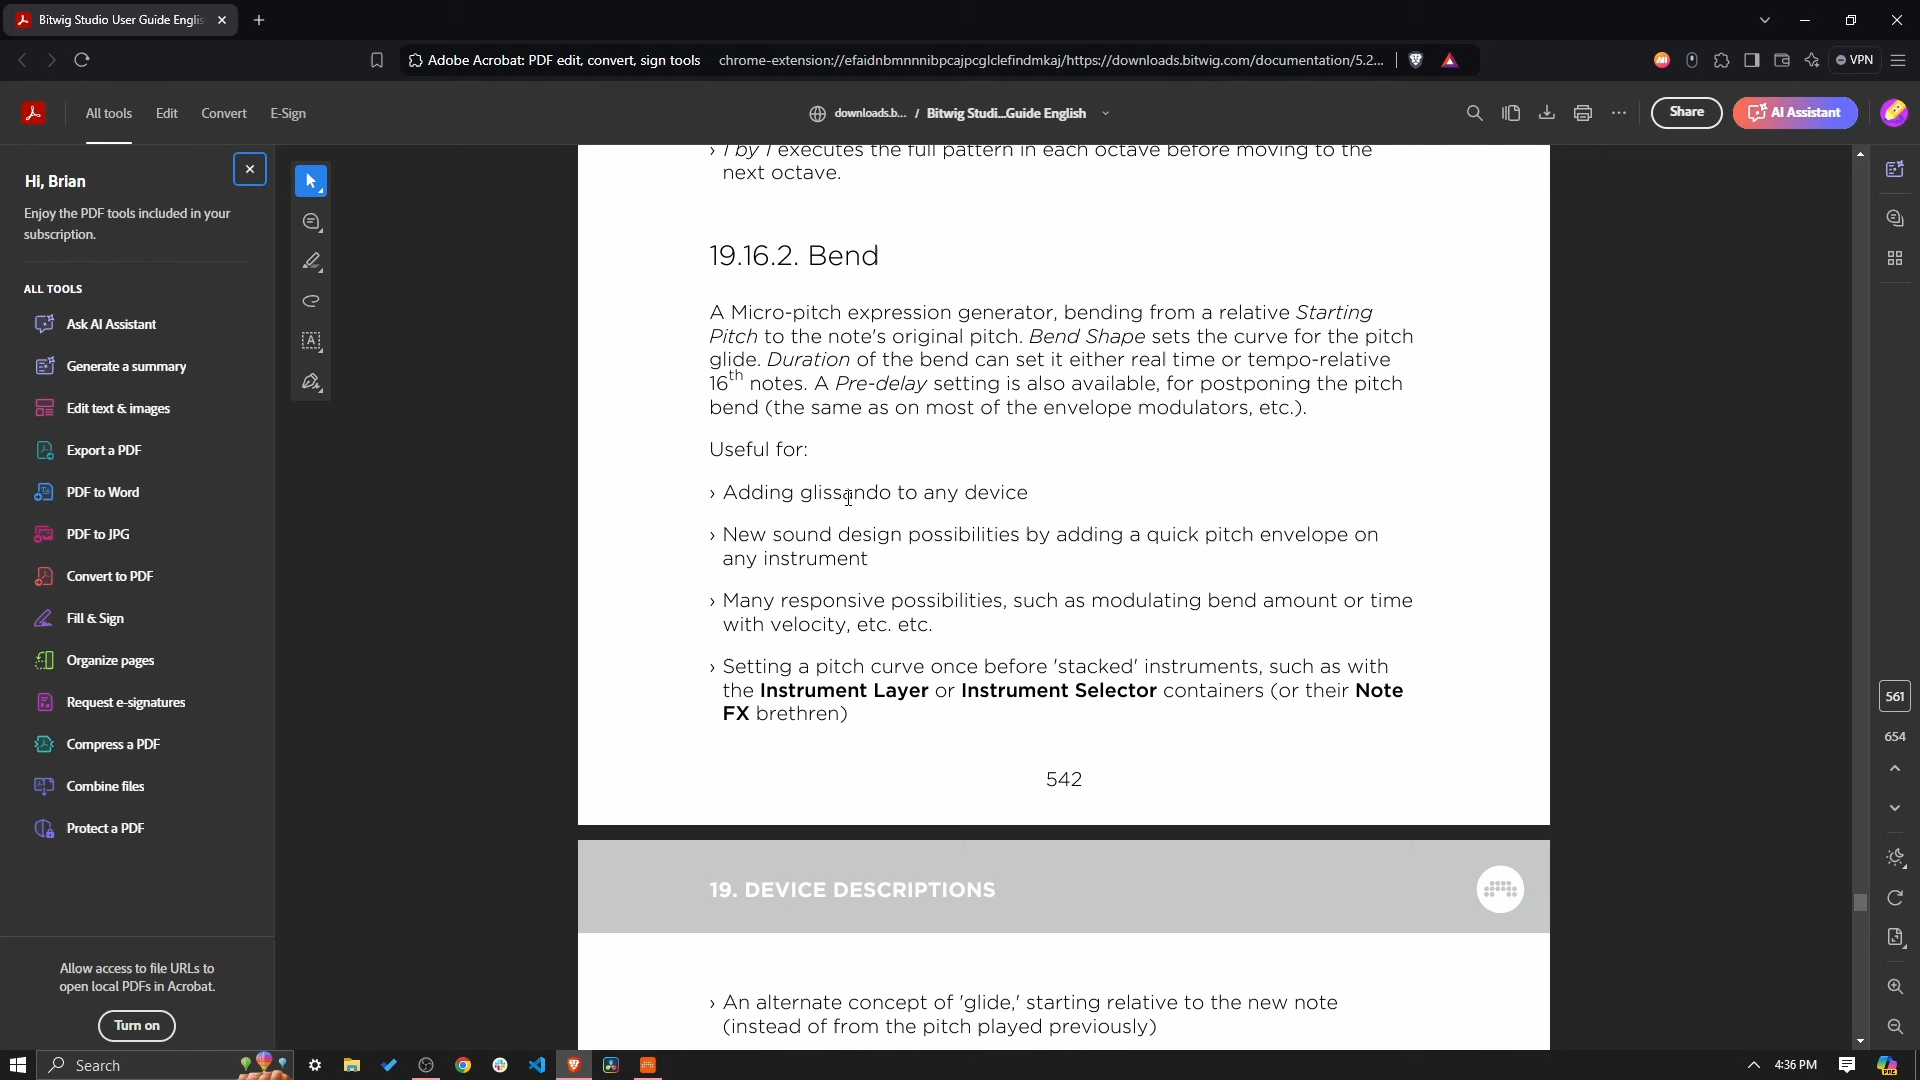 Bitwig Studio User Guide Englis
Adobe Acrobat: PDF edit, convert, sign tools
chrome-extension://efaidnbmnnnibpcajpcglclefindmkaj/https://downloads.bitwig.com/documentation/5.2...
VPN
All tools
Edit
Convert
E-Sign
downloads.b... / Bitwig Studi...Guide English
Share
AI Assistant
Hi, Brian
Enjoy the PDF tools included in your
subscription.
ALL TOOLS
Ask AI Assistant
Generate a summary
Edit text & images
Export a PDF
PDF to Word
PDF to JPG
Convert to PDF
Fill & Sign
Organize pages
Request e-signatures
Compress a PDF
Combine files
Protect a PDF
Allow access to file URLs to
open local PDFs in Acrobat.
Turn on
› 1 by 1 executes the full pattern in each octave before moving to the
next octave.
19.16.2. Bend
A Micro-pitch expression generator, bending from a relative Starting
Pitch to the note's original pitch. Bend Shape sets the curve for the pitch
glide. Duration of the bend can set it either real time or tempo-relative
16th notes. A Pre-delay setting is also available, for postponing the pitch
bend (the same as on most of the envelope modulators, etc.).
Useful for:
› Adding glissando to any device
› New sound design possibilities by adding a quick pitch envelope on
any instrument
› Many responsive possibilities, such as modulating bend amount or time
with velocity, etc. etc.
› Setting a pitch curve once before 'stacked' instruments, such as with
the Instrument Layer or Instrument Selector containers (or their Note
FX brethren)
542
19. DEVICE DESCRIPTIONS
› An alternate concept of 'glide,' starting relative to the new note
(instead of from the pitch played previously)
561
654
Search
4:36 PM